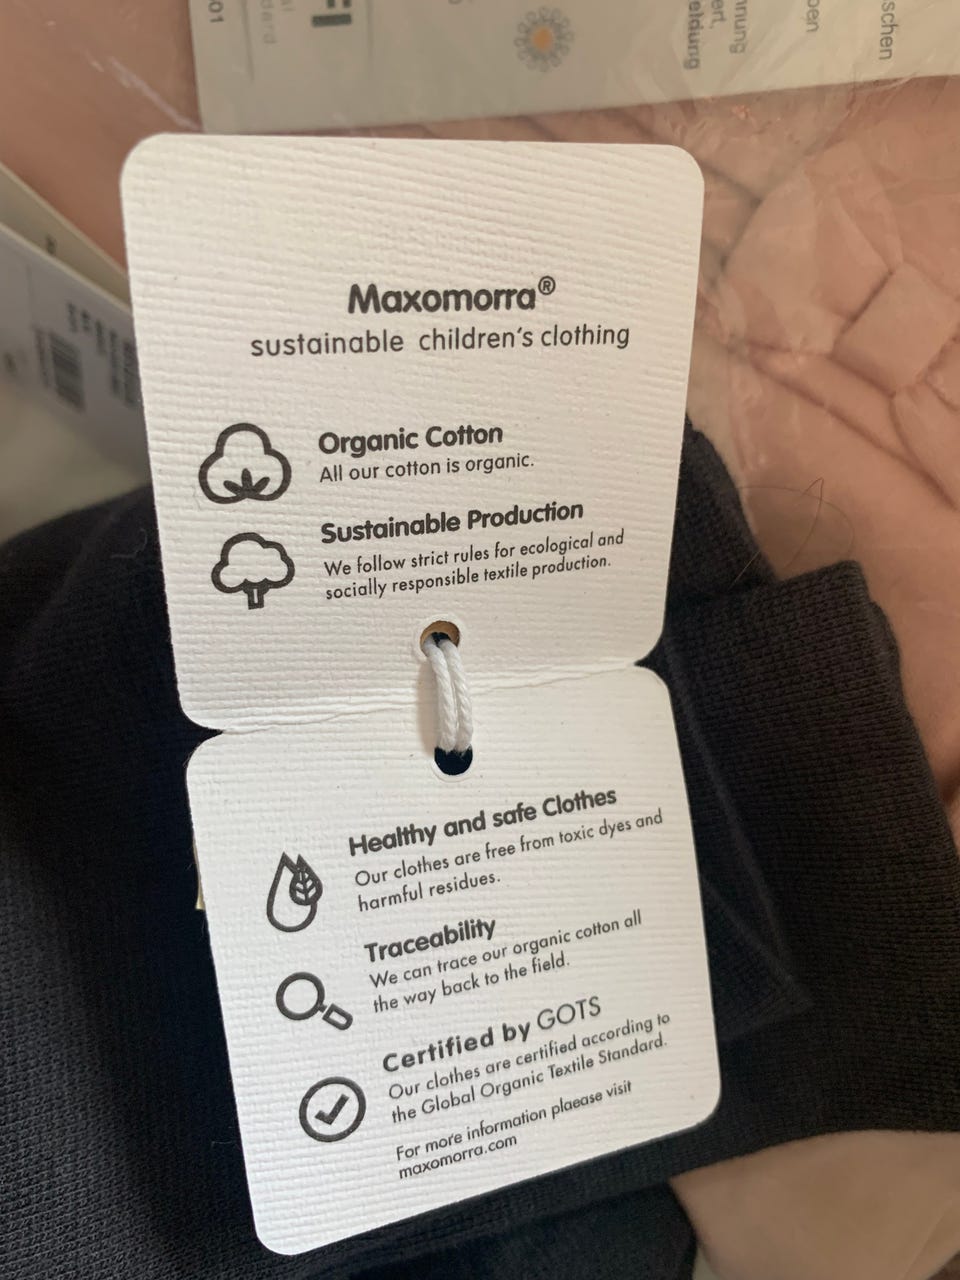 Maxomorra®
sustainable children's clothing
Organic Cotton
All our cotton is organic.
Sustainable Production
We follow strict rules for ecological and
socially responsible textile production.
Healthy and safe Clothes
Our clothes are free from toxic dyes and
harmful residues.
Traceability
We can trace our organic cotton all
the way back to the field.
Certified by GOTS
Our clothes are certified according to
the Global Organic Textile Standard.
For more information plaease visit
maxomorra.com